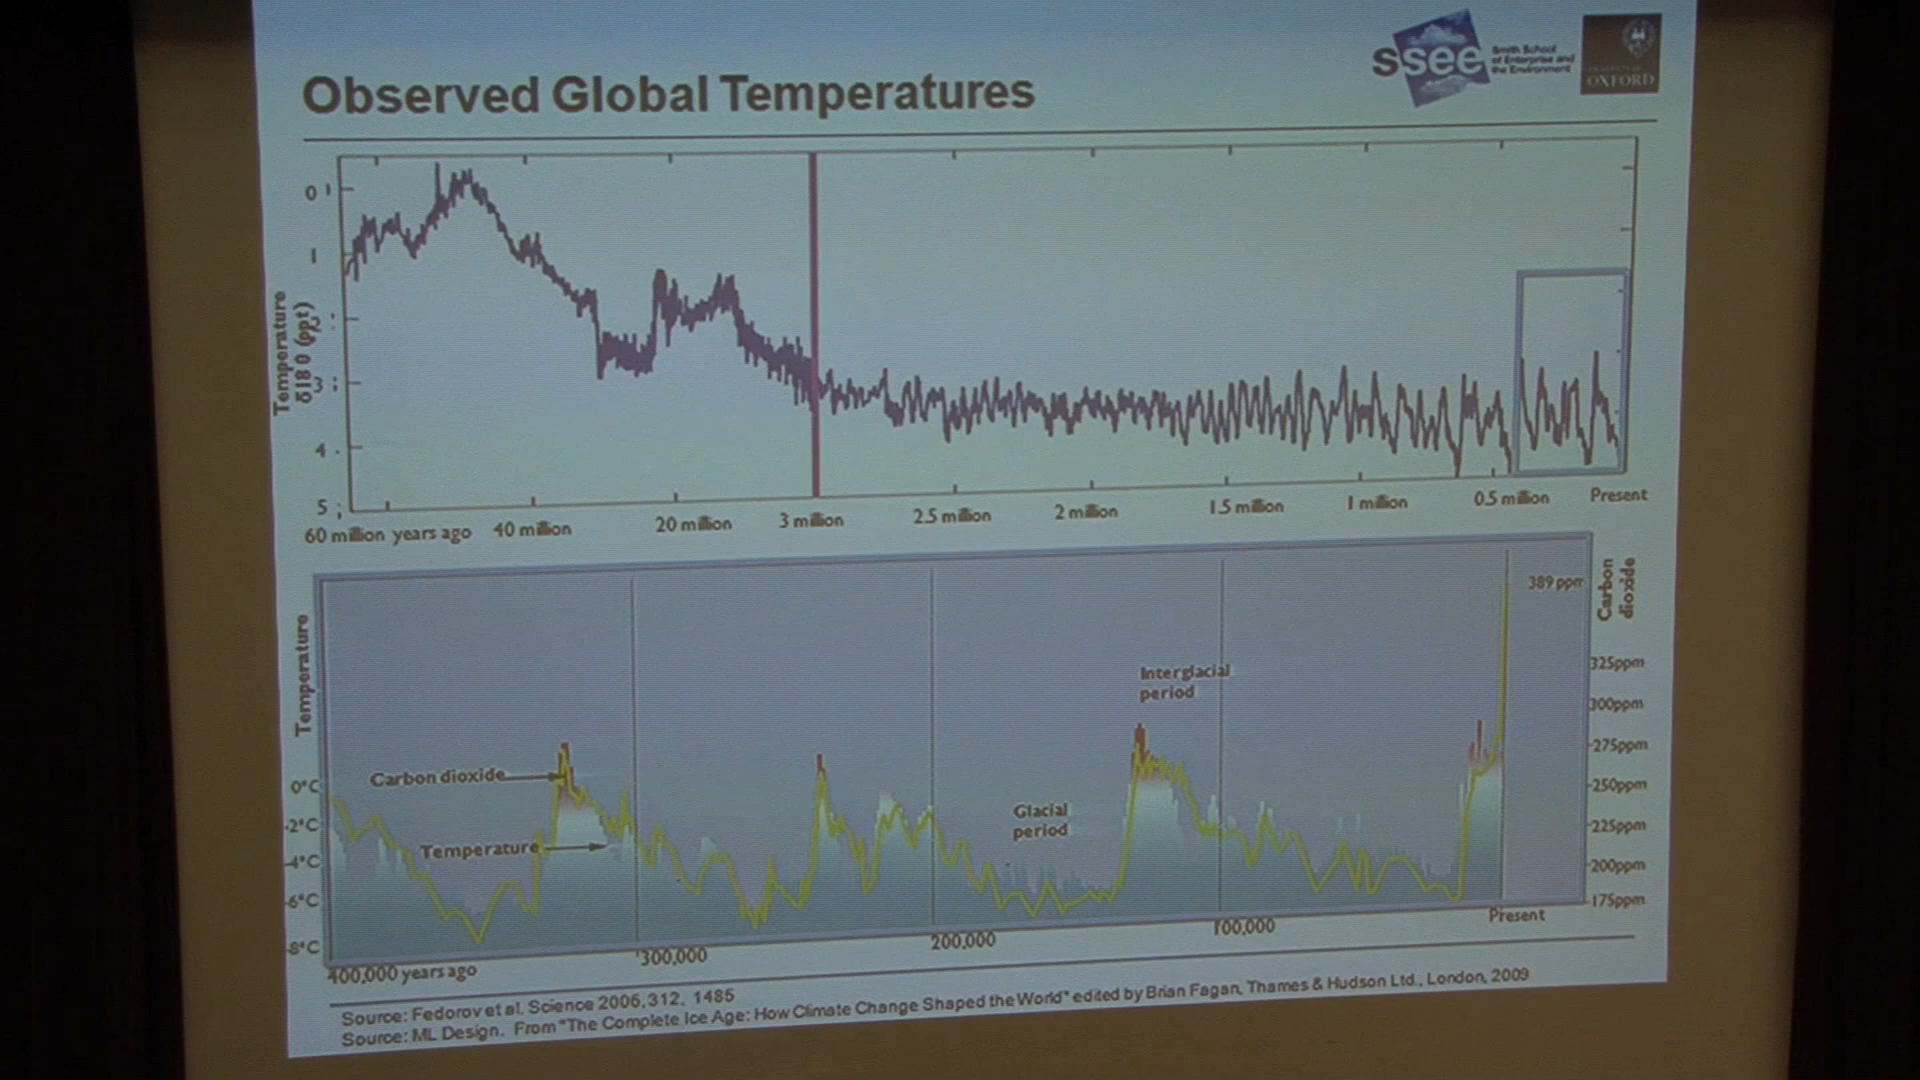 Observed Global Temperatures
ssee
Smith School
of Enterprise and
the Environment
OXFORD
Temperature
δ18 O (ppt)
0
1
2
3
4
5
60 million years ago
40 million
20 million
3 million
2.5 million
2 million
1.5 million
1 million
0.5 million
Present
Temperature
0°C
-2°C
-4°C
-6°C
-8°C
Carbon dioxide
Temperature
Glacial
period
Interglacial
period
389 ppm
Carbon
dioxide
325ppm
300ppm
275ppm
250ppm
225ppm
200ppm
175ppm
400,000 years ago
300,000
200,000
100,000
Present
Source: Fedorov et al. Science 2006, 312, 1485
Source: ML Design. From "The Complete Ice Age: How Climate Change Shaped the World" edited by Brian Fagan, Thames & Hudson Ltd., London, 2009